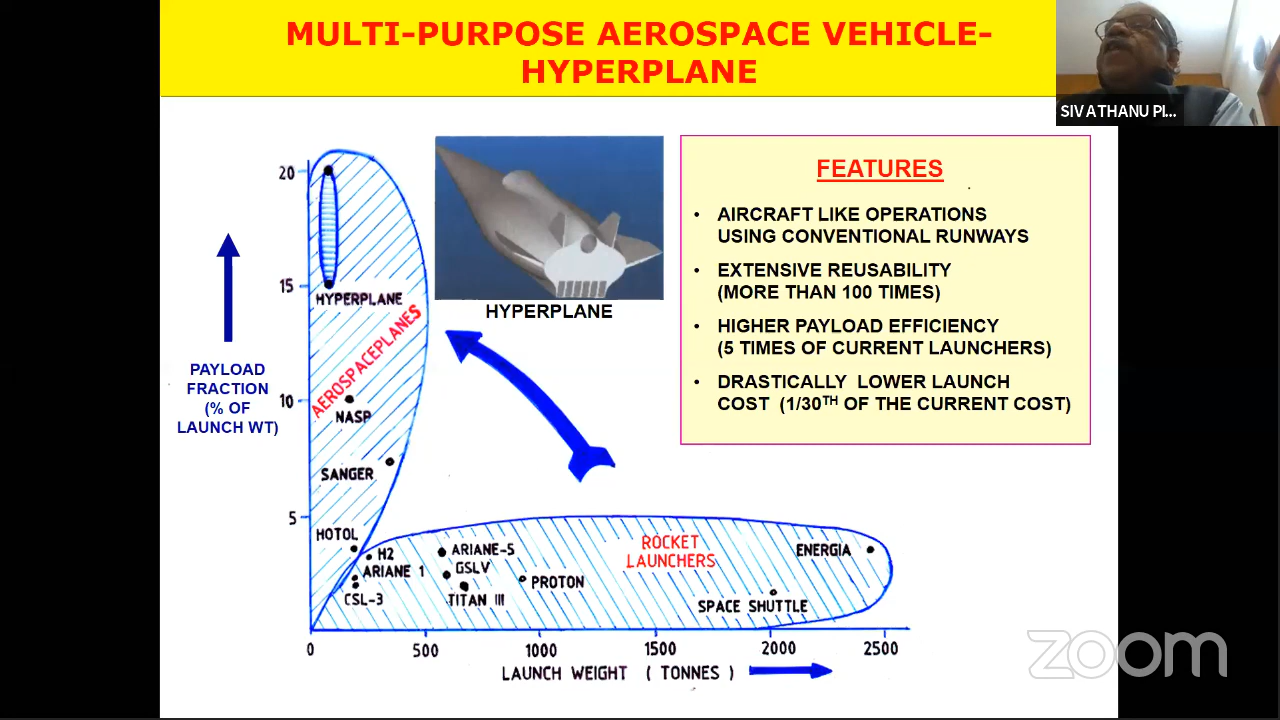 MULTI-PURPOSE AEROSPACE VEHICLE-
HYPERPLANE
SIVATHANU PI...
20
15
10
5
HYPERPLANE
AEROSPACEPLANES
NASP
SANGER
HOTOL
H2
ARIANE 1
CSL-3
ARIANE-5
GSLV
TITAN III
PROTON
ROCKET
LAUNCHERS
SPACE SHUTTLE
ENERGIA
PAYLOAD
FRACTION
(% OF
LAUNCH WT)
0
500
1000
1500
2000
2500
LAUNCH WEIGHT ( TONNES )
HYPERPLANE
FEATURES
• AIRCRAFT LIKE OPERATIONS
USING CONVENTIONAL RUNWAYS
• EXTENSIVE REUSABILITY
(MORE THAN 100 TIMES)
• HIGHER PAYLOAD EFFICIENCY
(5 TIMES OF CURRENT LAUNCHERS)
• DRASTICALLY LOWER LAUNCH
COST (1/30TH OF THE CURRENT COST)
zoom